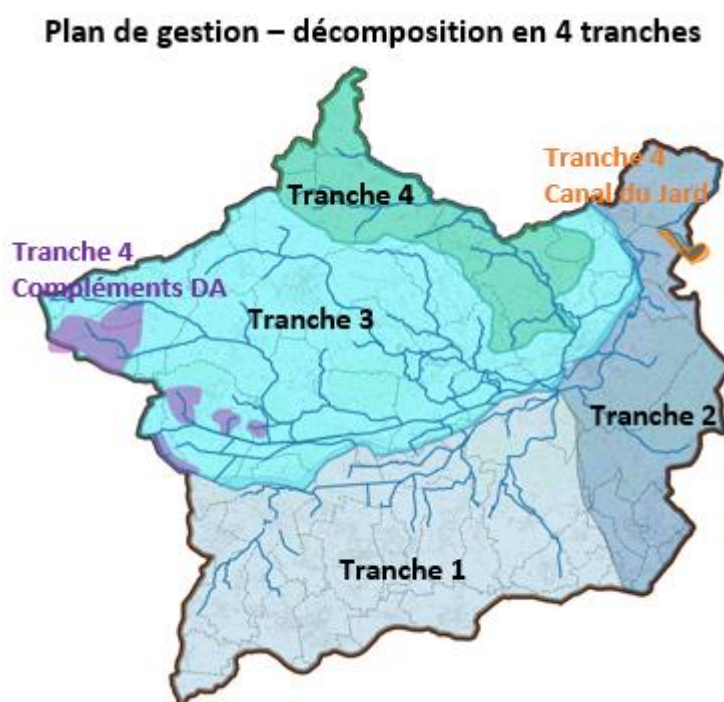 Plan de gestion – décomposition en 4 tranches
Tranche 4
Canal du Jard
Tranche 4
Tranche 4
Compléments DA
Tranche 3
Tranche 2
Tranche 1